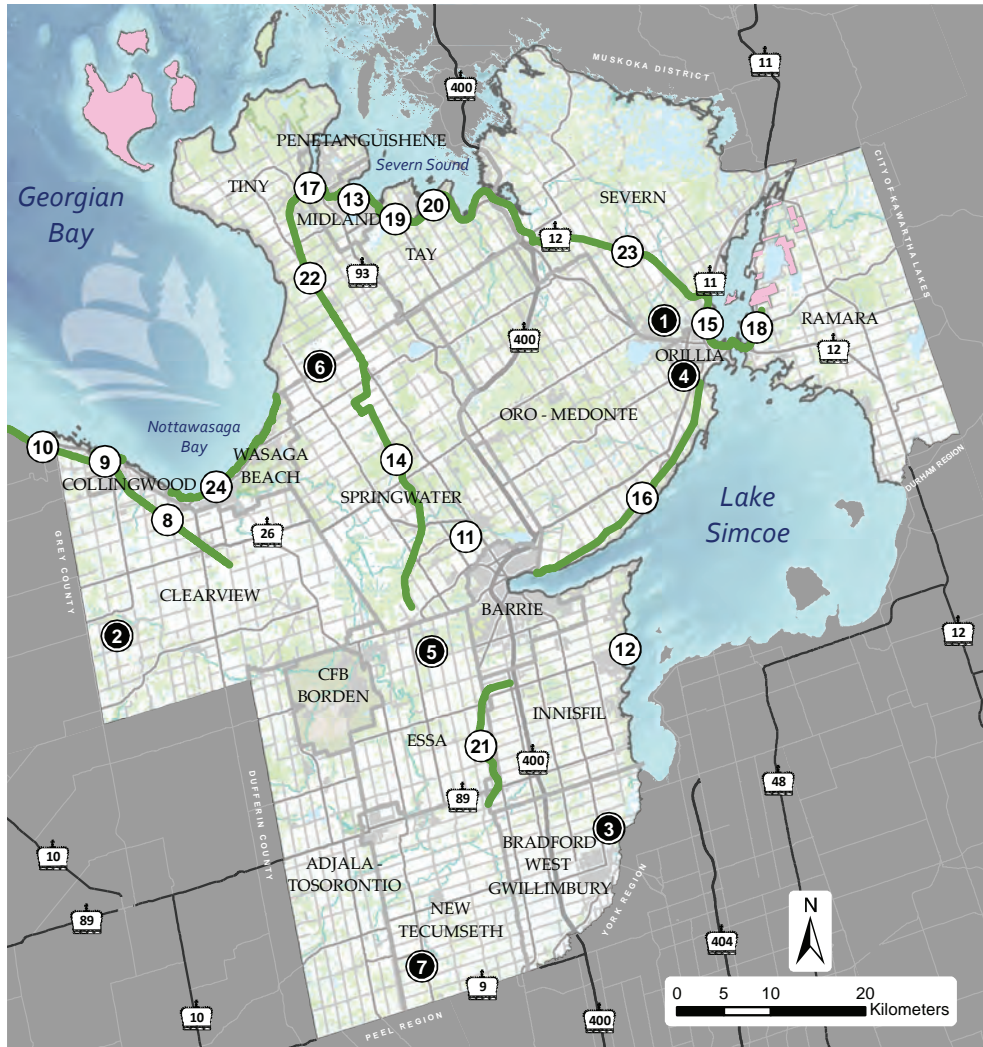 11
MUSKOKA DISTRICT
400
PENETANGUISHENE
Severn Sound
CITY OF KAWARTHA LAKES
Georgian
Bay
TINY
17
13
MIDLAND
19
20
SEVERN
TAY
12
23
93
22
11
1
15
18
RAMARA
12
400
ORILLIA
4
6
ORO - MEDONTE
Nottawasaga
Bay
10
9
COLLINGWOOD
24
WASAGA
BEACH
14
SPRINGWATER
16
Lake
Simcoe
DURHAM REGION
8
26
11
GREY COUNTY
CLEARVIEW
BARRIE
2
5
12
12
CFB
BORDEN
INNISFIL
ESSA
21
400
48
DUFFERIN COUNTY
89
3
BRADFORD
WEST
GWILLIMBURY
10
ADJALA -
TOSORONTIO
89
NEW
TECUMSETH
YORK REGION
N
404
7
9
10
PEEL REGION
400
0 5 10 20
Kilometers